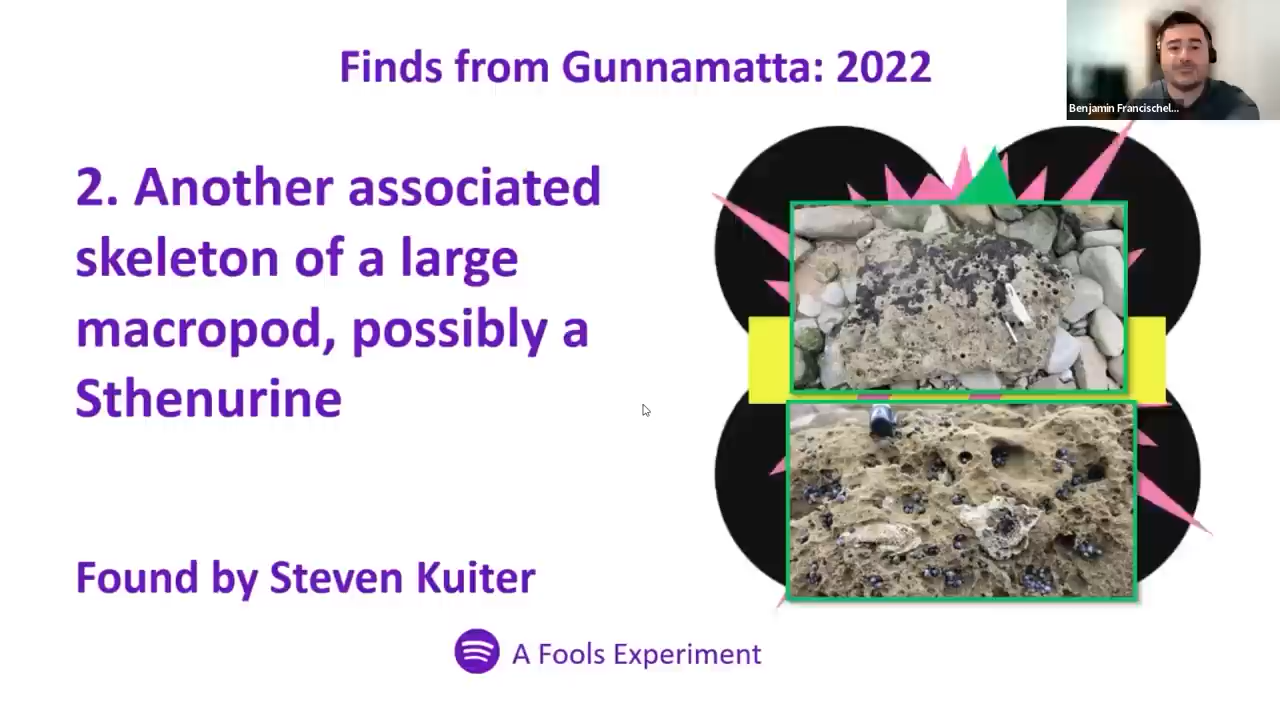 Finds from Gunnamatta: 2022
Benjamin Francischel...
2. Another associated
skeleton of a large
macropod, possibly a
Sthenurine
Found by Steven Kuiter
A Fools Experiment